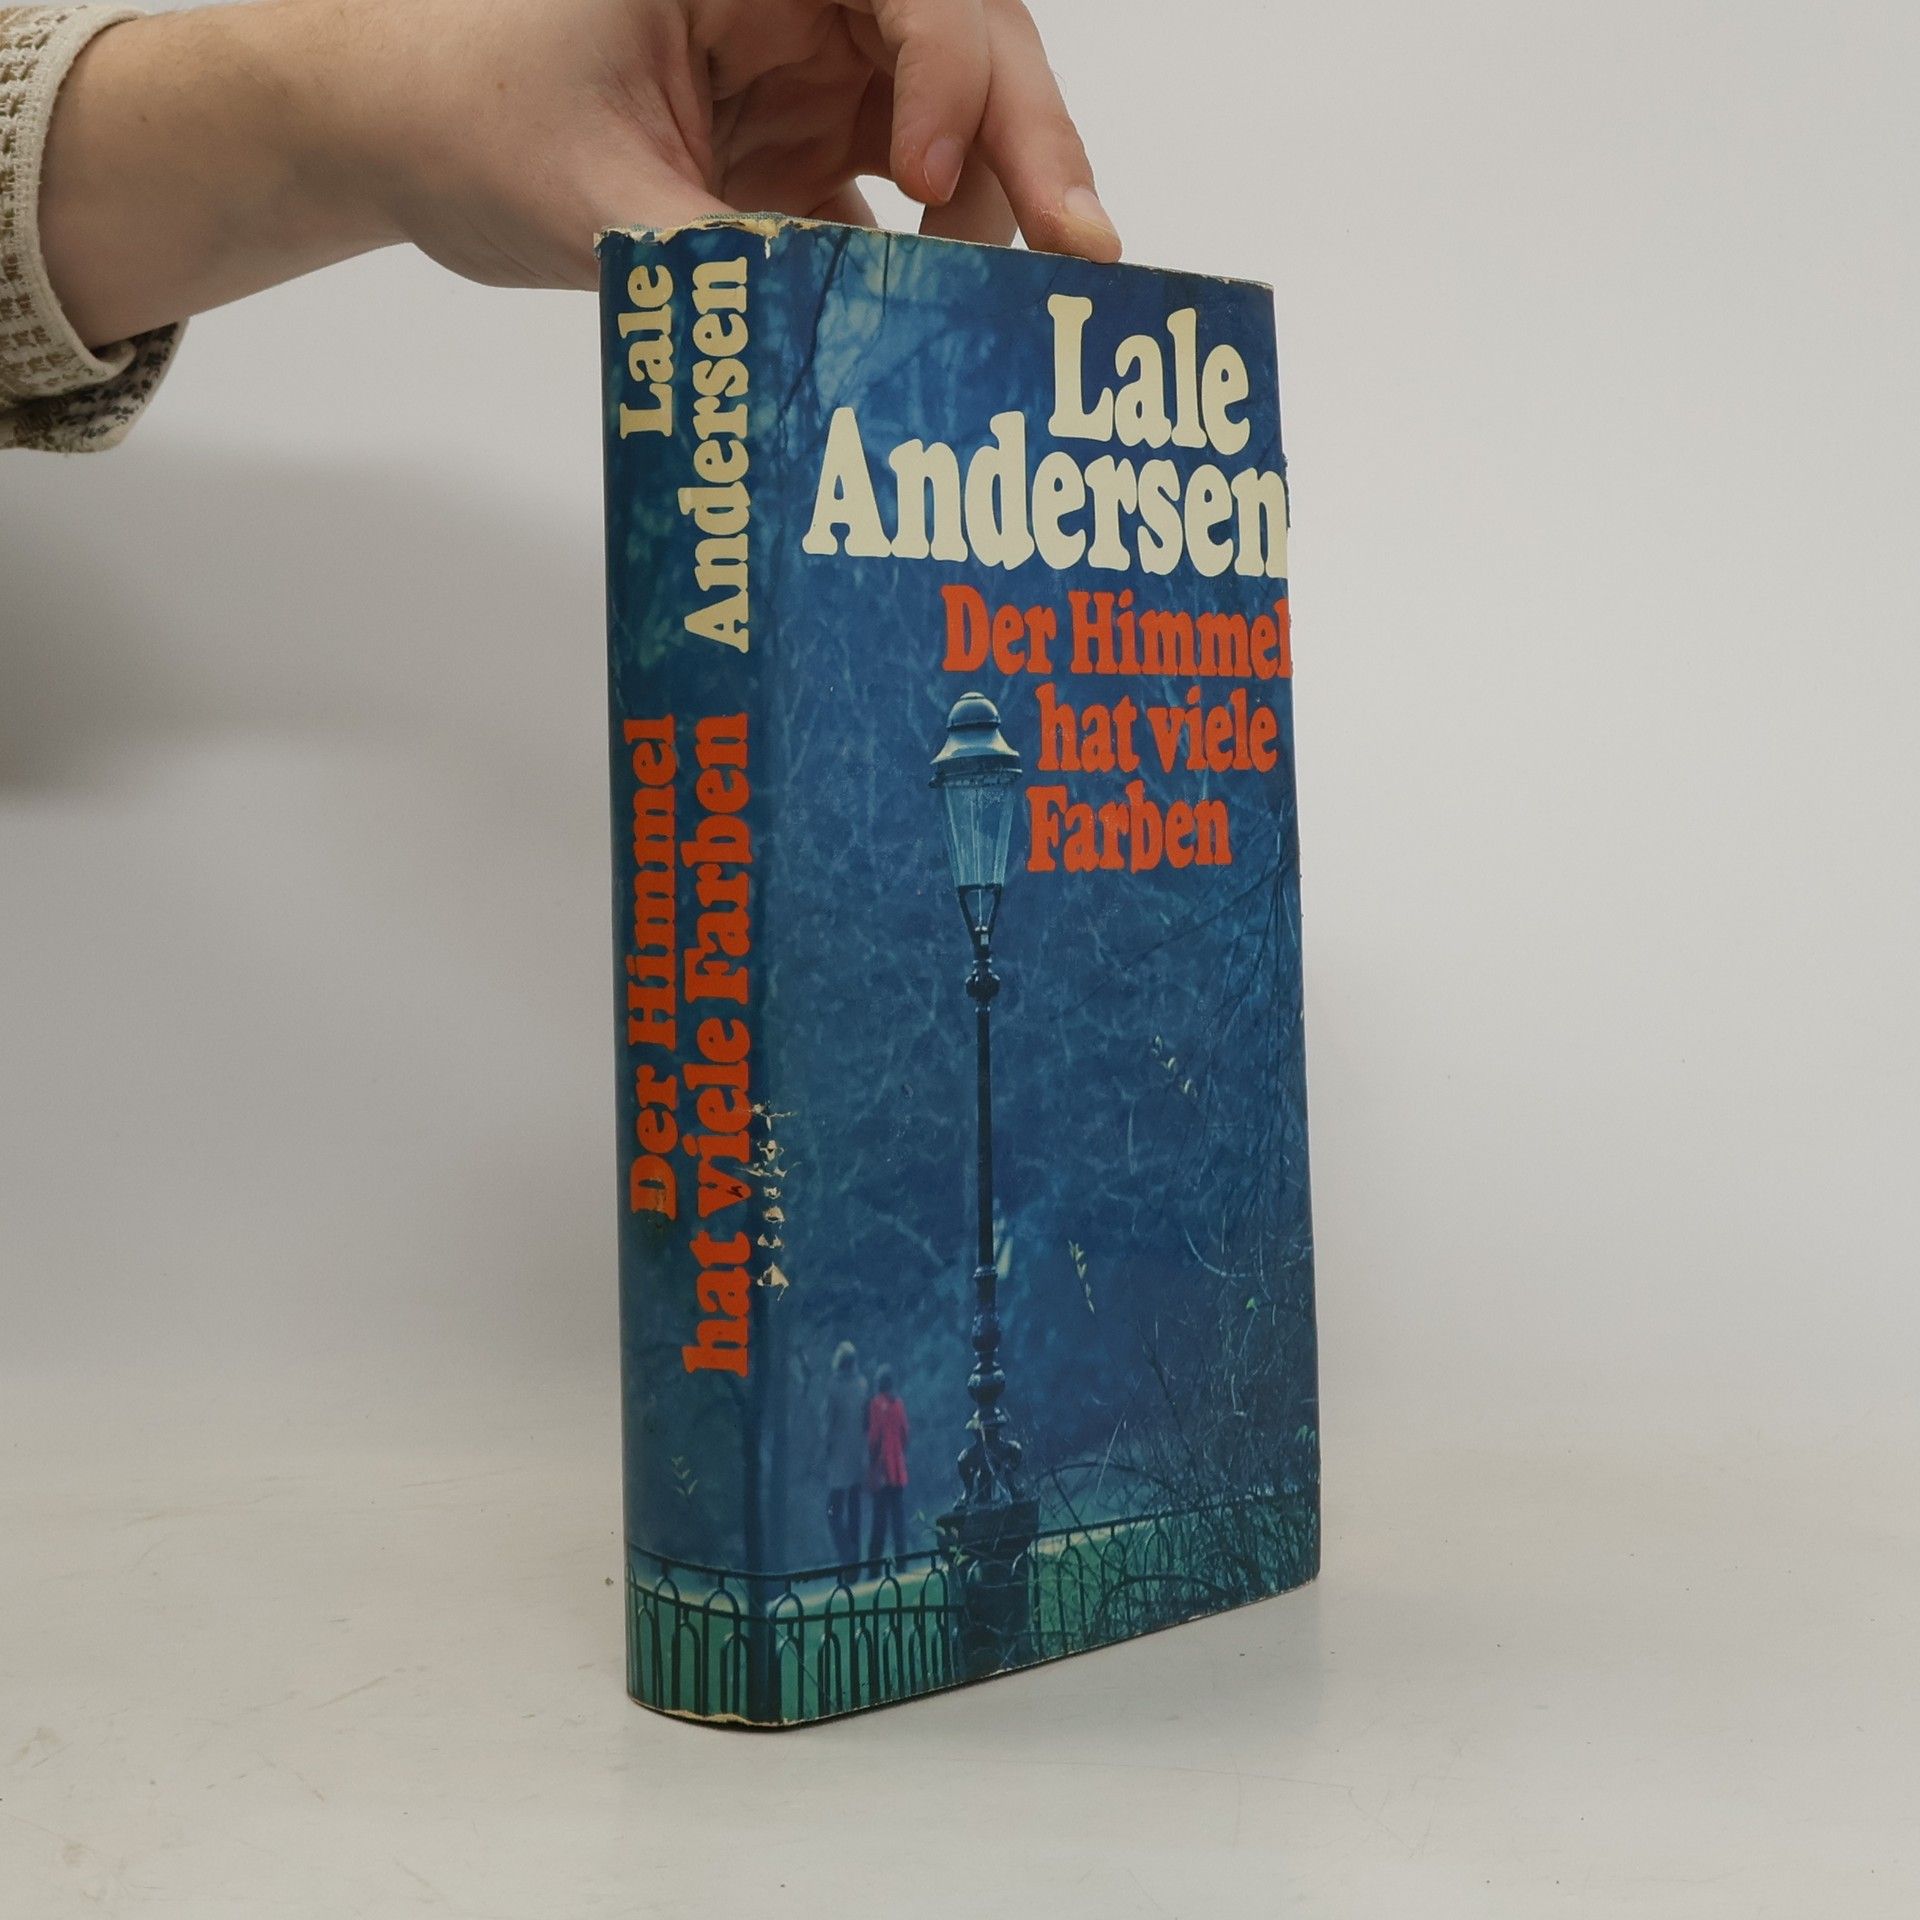 Lale
Andersen
Der Himmel
hat viele Farben
Lale
Andersen
Der Himmel
hat viele
Farben